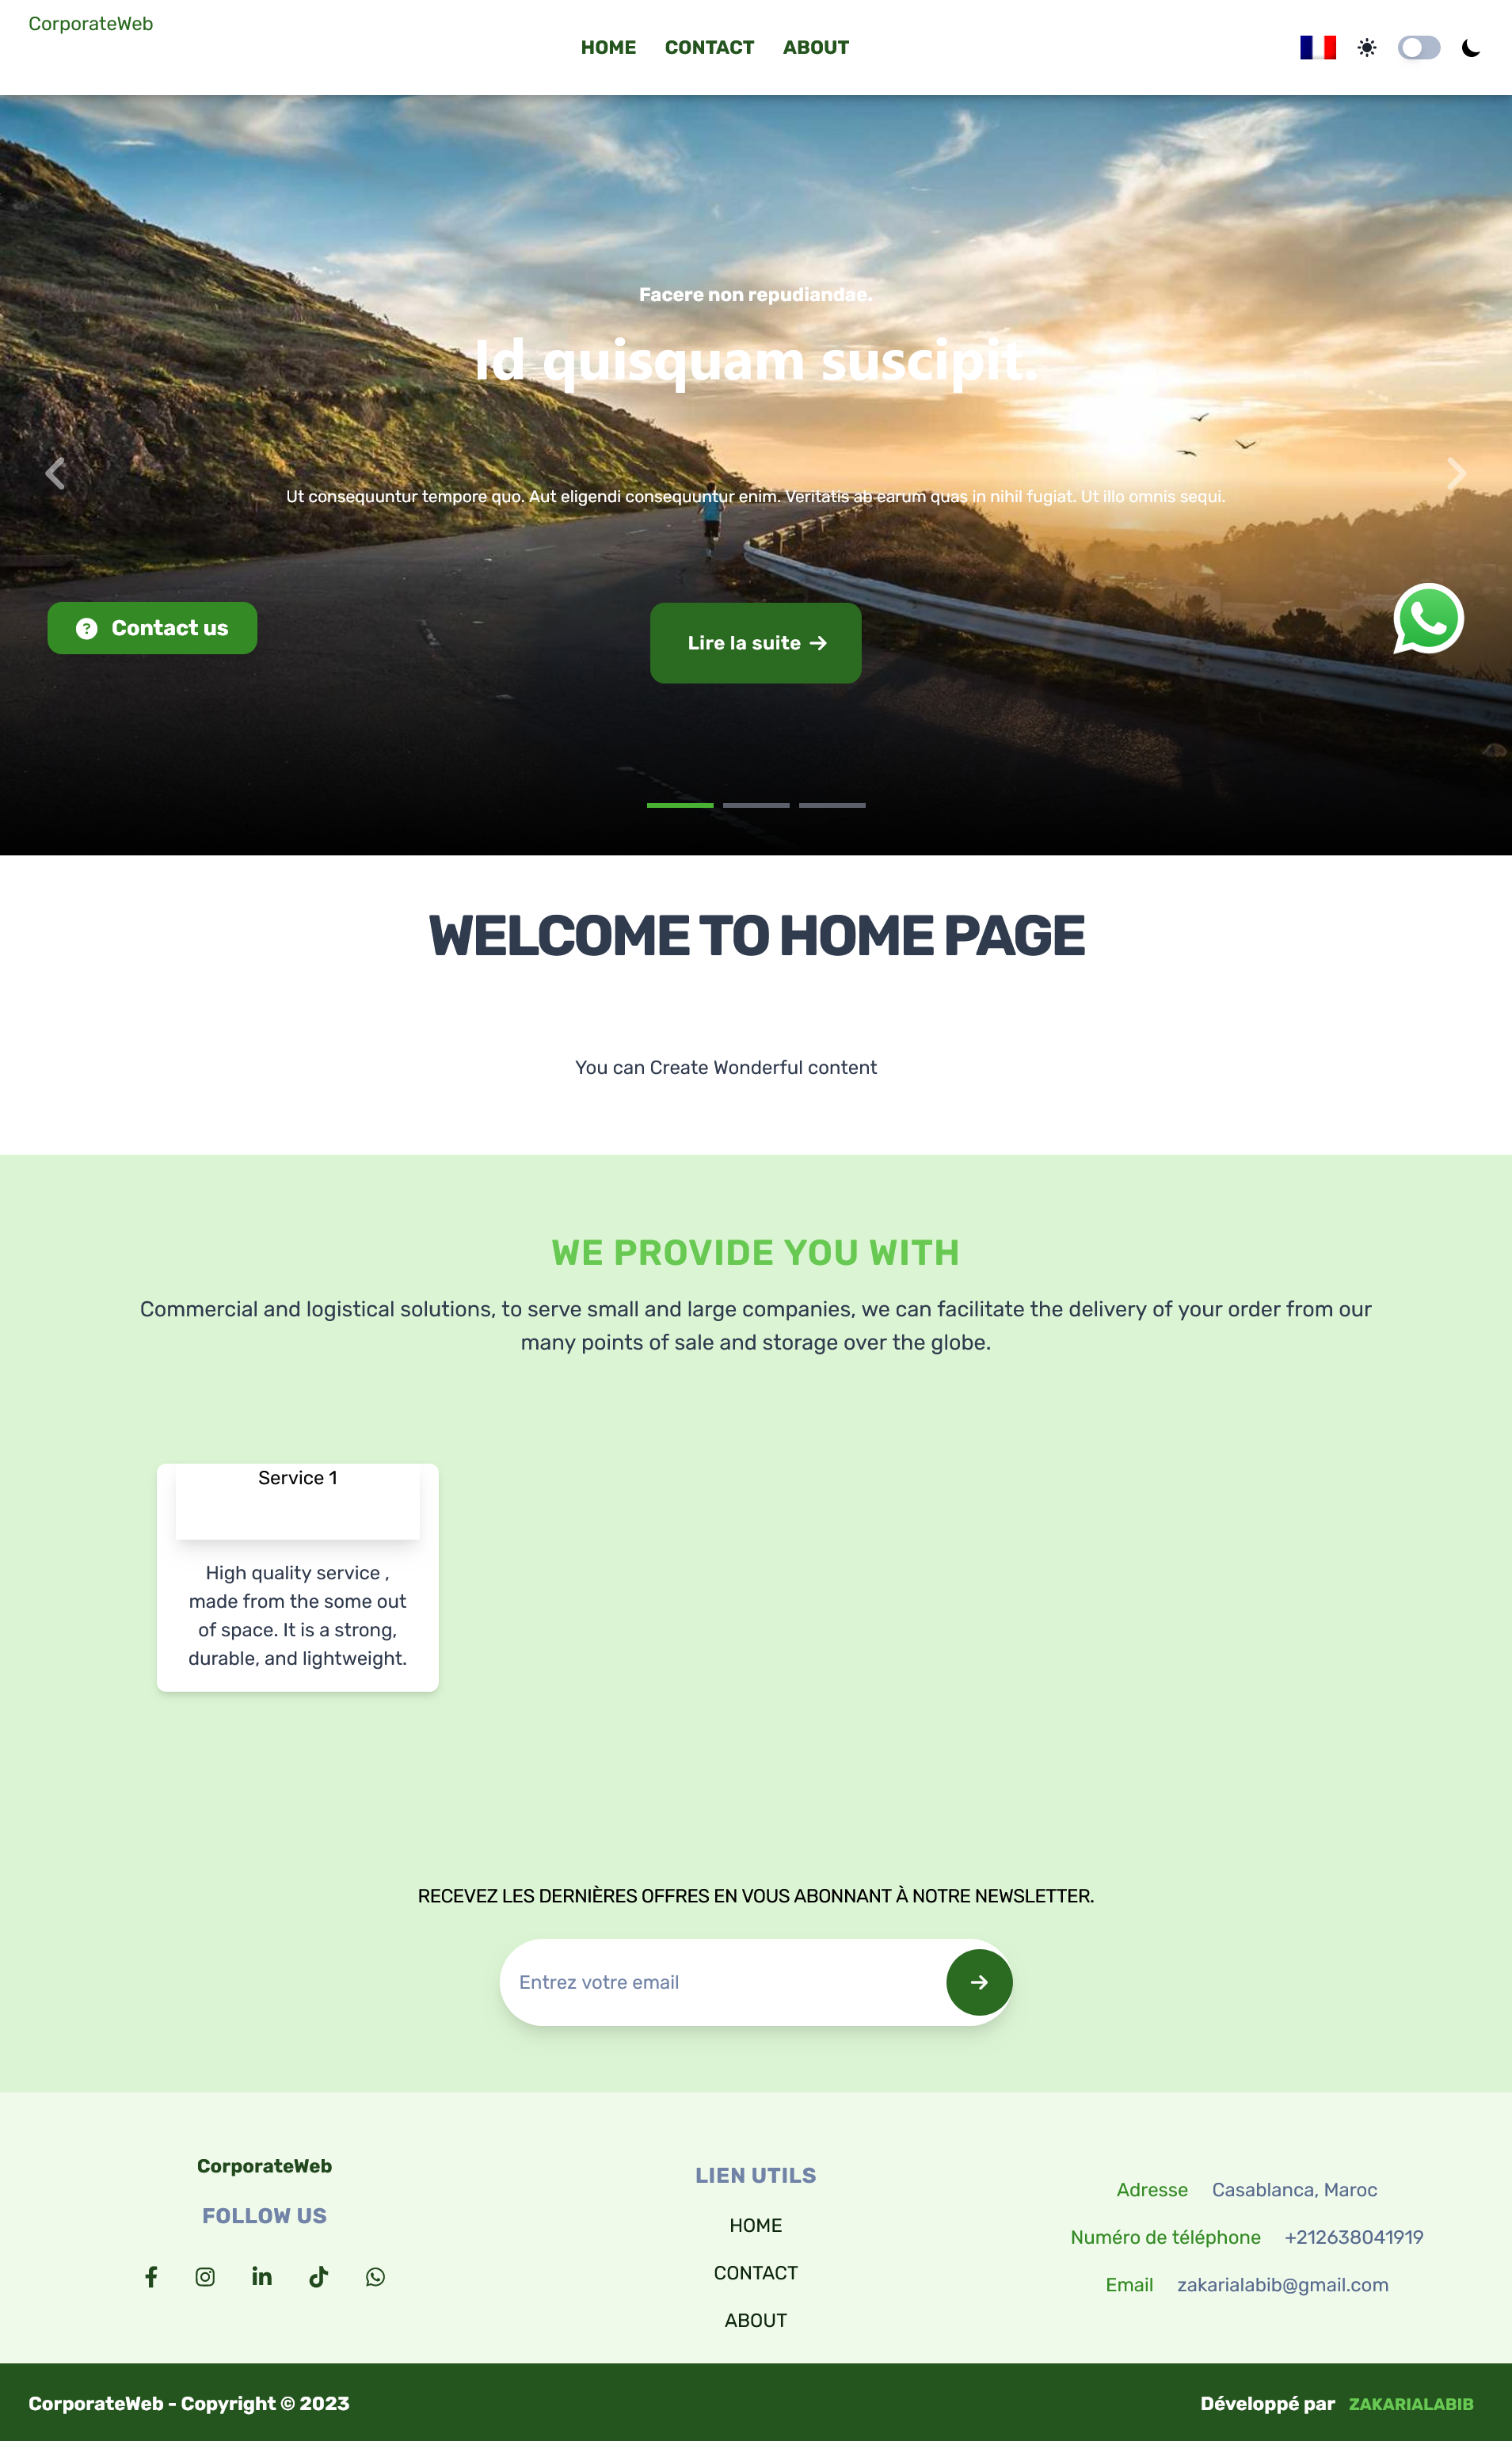 CorporateWeb
HOME CONTACT ABOUT
Facere non repudiandae.
Id quisquam suscipit.
Ut consequuntur tempore quo. Aut eligendi consequuntur enim. Veritatis ab earum quas in nihil fugiat. Ut illo omnis sequi.
Contact us
Lire la suite
WELCOME TO HOME PAGE
You can Create Wonderful content
WE PROVIDE YOU WITH
Commercial and logistical solutions, to serve small and large companies, we can facilitate the delivery of your order from our
many points of sale and storage over the globe.
Service 1
High quality service ,
made from the some out
of space. It is a strong,
durable, and lightweight.
RECEVEZ LES DERNIÈRES OFFRES EN VOUS ABONNANT À NOTRE NEWSLETTER.
Entrez votre email
CorporateWeb
FOLLOW US
LIEN UTILS
HOME
CONTACT
ABOUT
Adresse Casablanca, Maroc
Numéro de téléphone +212638041919
Email zakarialabib@gmail.com
CorporateWeb - Copyright © 2023
Développé par ZAKARIALABIB